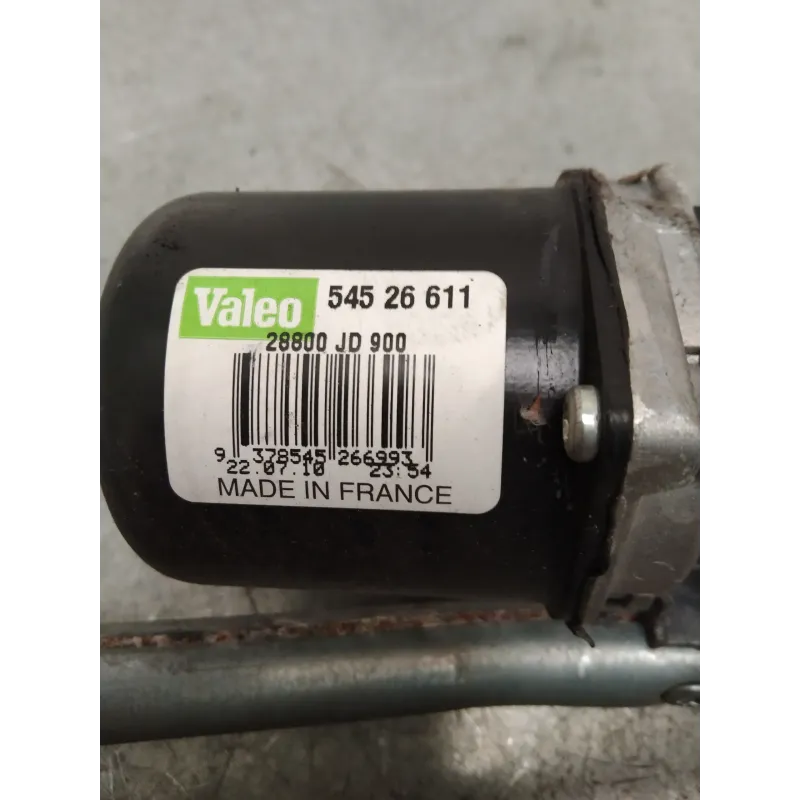 Valeo 545 26 611
28800 JD 900
9 378545 266993
22.07.10 23:54
MADE IN FRANCE